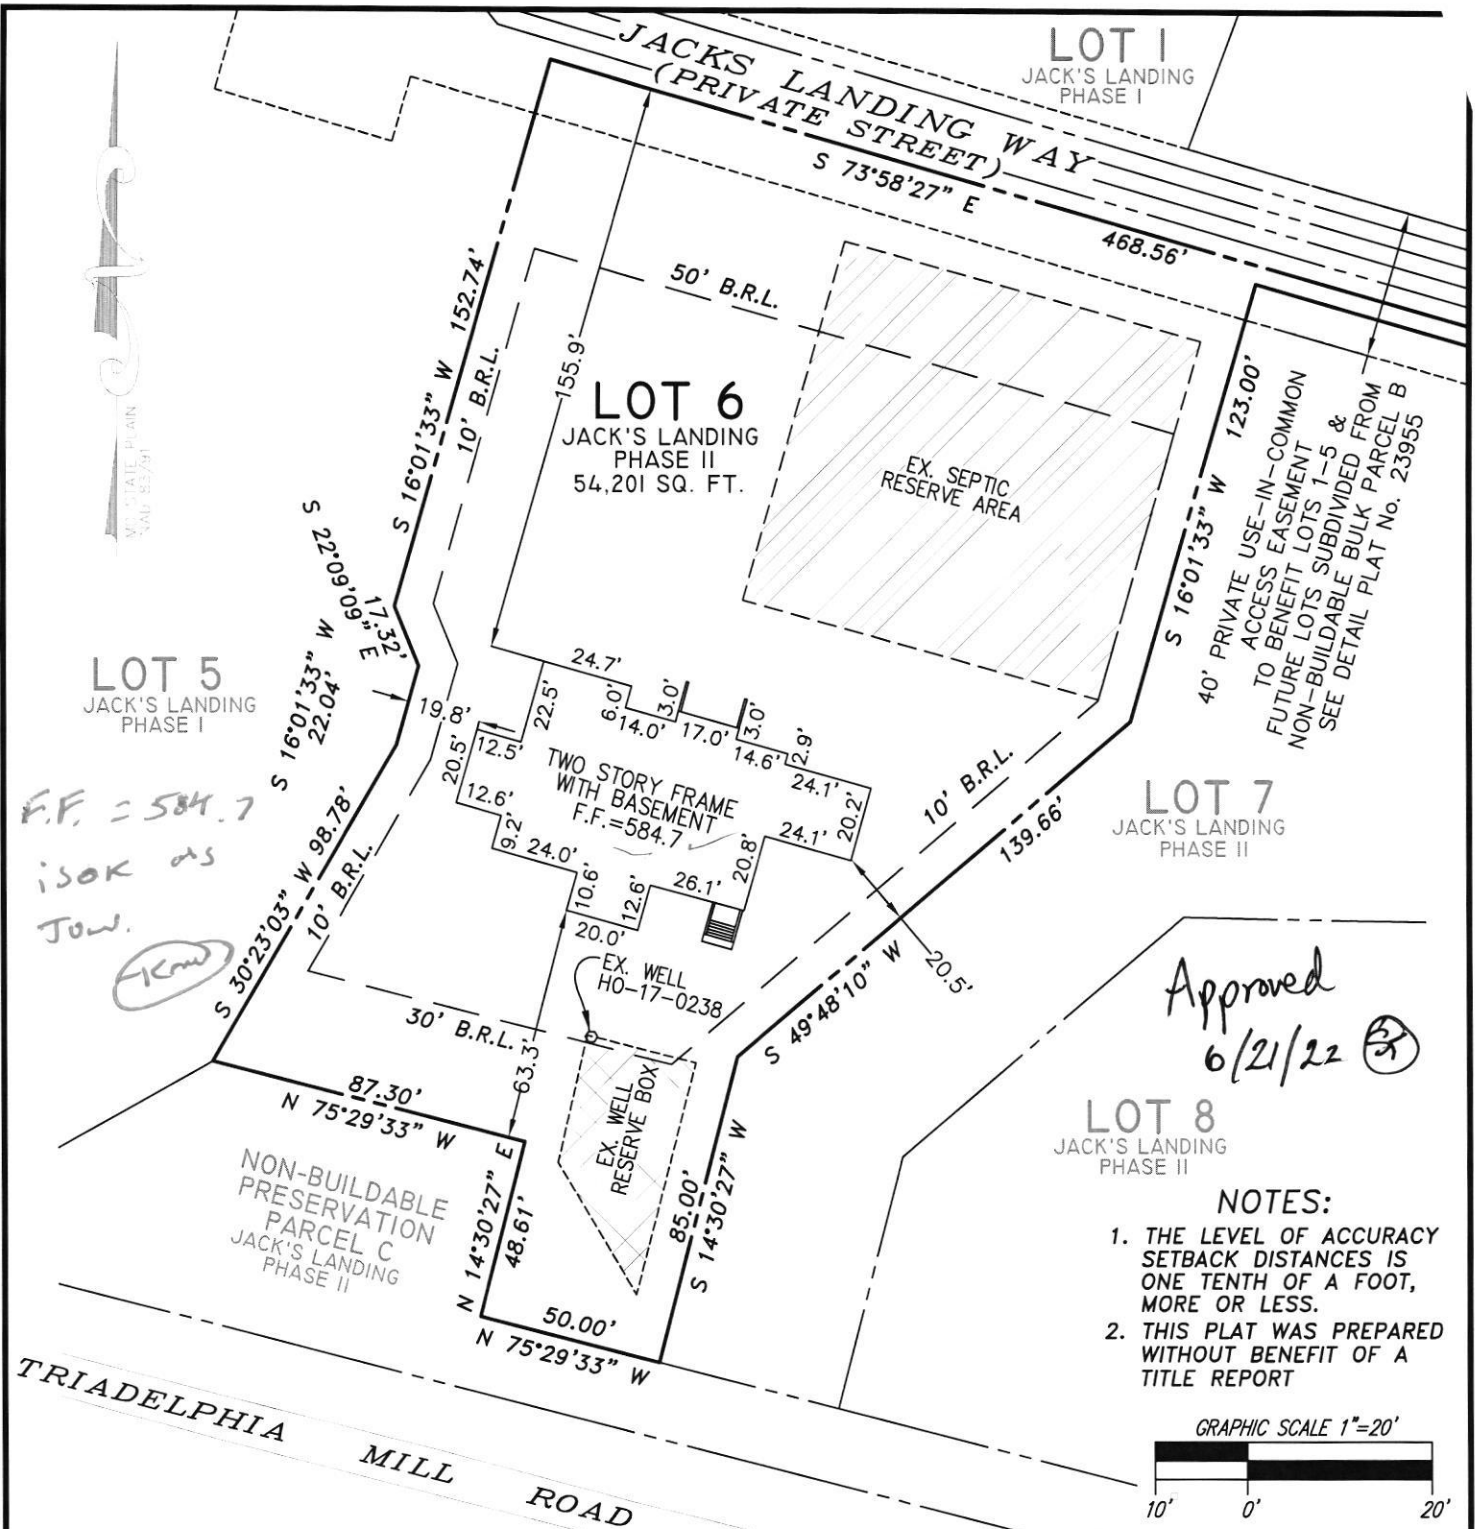 LOT 1
JACK'S LANDING
PHASE I
JACKS LANDING WAY
(PRIVATE STREET)
S 73°58'27" E
468.56'
S 16°01'33" W 152.74'
10' B.R.L.
155.9'
50' B.R.L.
LOT 6
JACK'S LANDING
PHASE II
54,201 SQ. FT.
EX. SEPTIC
RESERVE AREA
S 16°01'33" W 123.00'
40' PRIVATE USE-IN-COMMON
ACCESS EASEMENT
TO BENEFIT LOTS 1-5 &
FUTURE LOTS SUBDIVIDED FROM
NON-BUILDABLE BULK PARCEL B
SEE DETAIL PLAT No. 23955
S 22°09'09" E
17.32'
S 16°01'33" W
22.04'
LOT 5
JACK'S LANDING
PHASE I
19.8'
24.7'
22.5'
6.0'
14.0'
3.0'
17.0'
3.0'
14.6'
2.9'
24.1'
20.2'
24.1'
20.8'
26.1'
12.6'
20.0'
10.6'
24.0'
9.2'
12.6'
20.5'
12.5'
TWO STORY FRAME
WITH BASEMENT
F.F.=584.7
10' B.R.L.
139.66'
S 49°48'10" W
20.5'
LOT 7
JACK'S LANDING
PHASE II
F.F. = 584.7
is OK
S 30°23'03" W 98.78'
10' B.R.L.
30' B.R.L.
63.3'
EX. WELL
HO-17-0238
EX. WELL
RESERVE BOX
Approved
6/21/22
87.30'
N 75°29'33" W
NON-BUILDABLE
PRESERVATION
PARCEL C
JACK'S LANDING
PHASE II
N 14°30'27" E
48.61'
85.00'
S 14°30'27" W
50.00'
N 75°29'33" W
LOT 8
JACK'S LANDING
PHASE II
NOTES:
1. THE LEVEL OF ACCURACY
SETBACK DISTANCES IS
ONE TENTH OF A FOOT,
MORE OR LESS.
2. THIS PLAT WAS PREPARED
WITHOUT BENEFIT OF A
TITLE REPORT
TRIADELPHIA MILL ROAD
GRAPHIC SCALE 1"=20'
10' 0' 20'